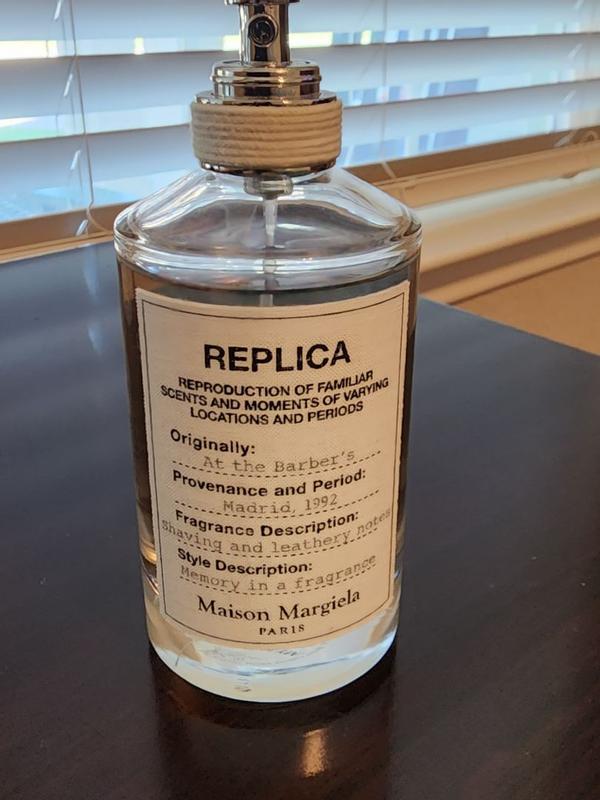 REPLICA
REPRODUCTION OF FAMILIAR
SCENTS AND MOMENTS OF VARYING
LOCATIONS AND PERIODS
Originally:
At the Barber's
Provenance and Period:
Madrid, 1992
Fragrance Description:
Shaving and leathery notes
Style Description:
Memory in a fragrance
Maison Margiela
PARIS